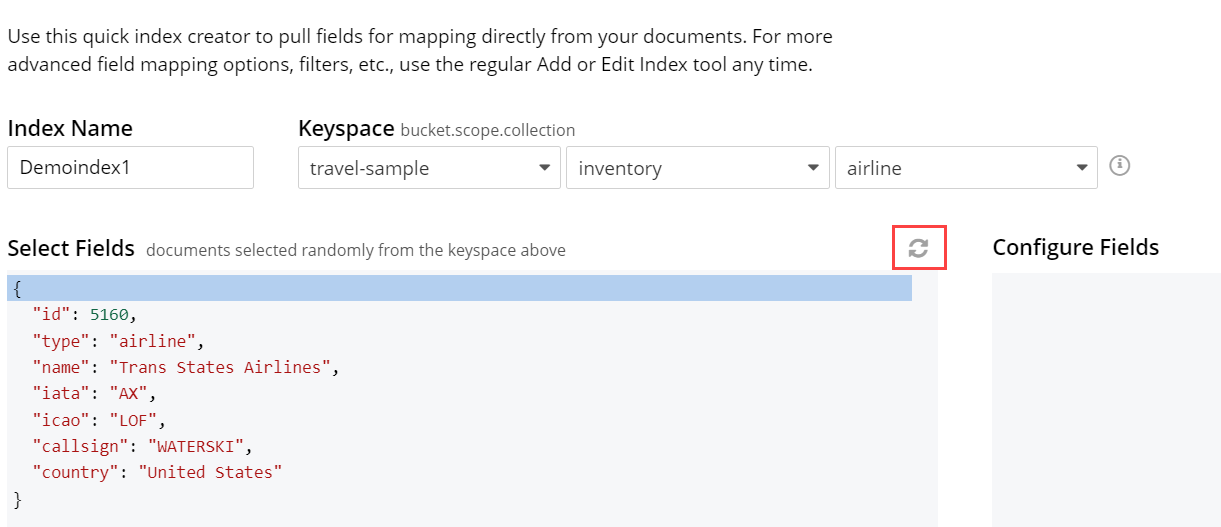 Use this quick index creator to pull fields for mapping directly from your documents. For more
advanced field mapping options, filters, etc., use the regular Add or Edit Index tool any time.
Index Name
Keyspace bucket.scope.collection
Demoindex1
travel-sample
inventory
airline
Select Fields documents selected randomly from the keyspace above
Configure Fields
{
"id": 5160,
"type": "airline",
"name": "Trans States Airlines",
"iata": "AX",
"icao": "LOF",
"callsign": "WATERSKI",
"country": "United States"
}